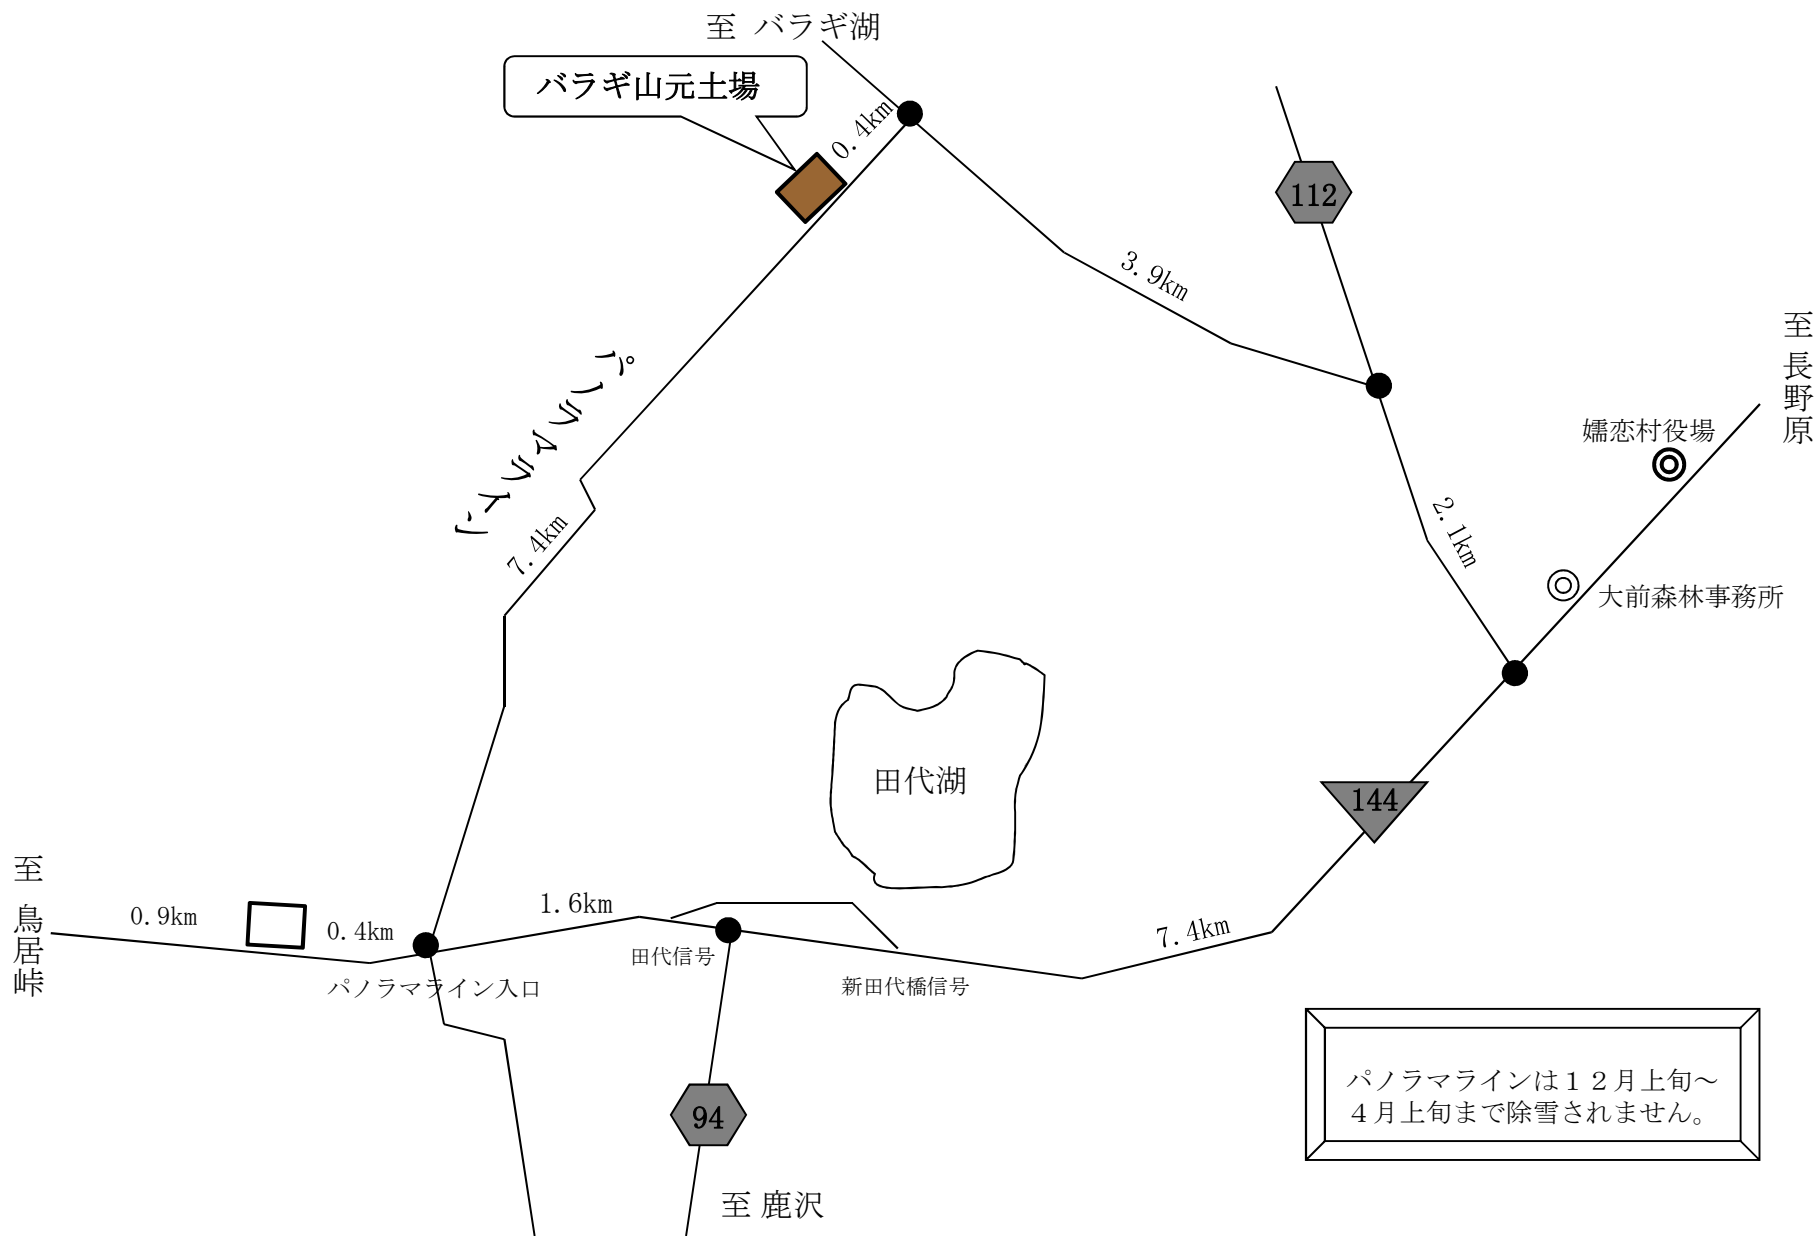 至 バラギ湖
バラギ山元土場
0.4km
112
3.9km
至 長野原
パノラマライン
嬬恋村役場
2.1km
7.4km
大前森林事務所
田代湖
144
至 鳥居峠
0.9km
0.4km
1.6km
7.4km
田代信号
パノラマライン入口
新田代橋信号
94
パノラマラインは１２月上旬～
４月上旬まで除雪されません。
至 鹿沢